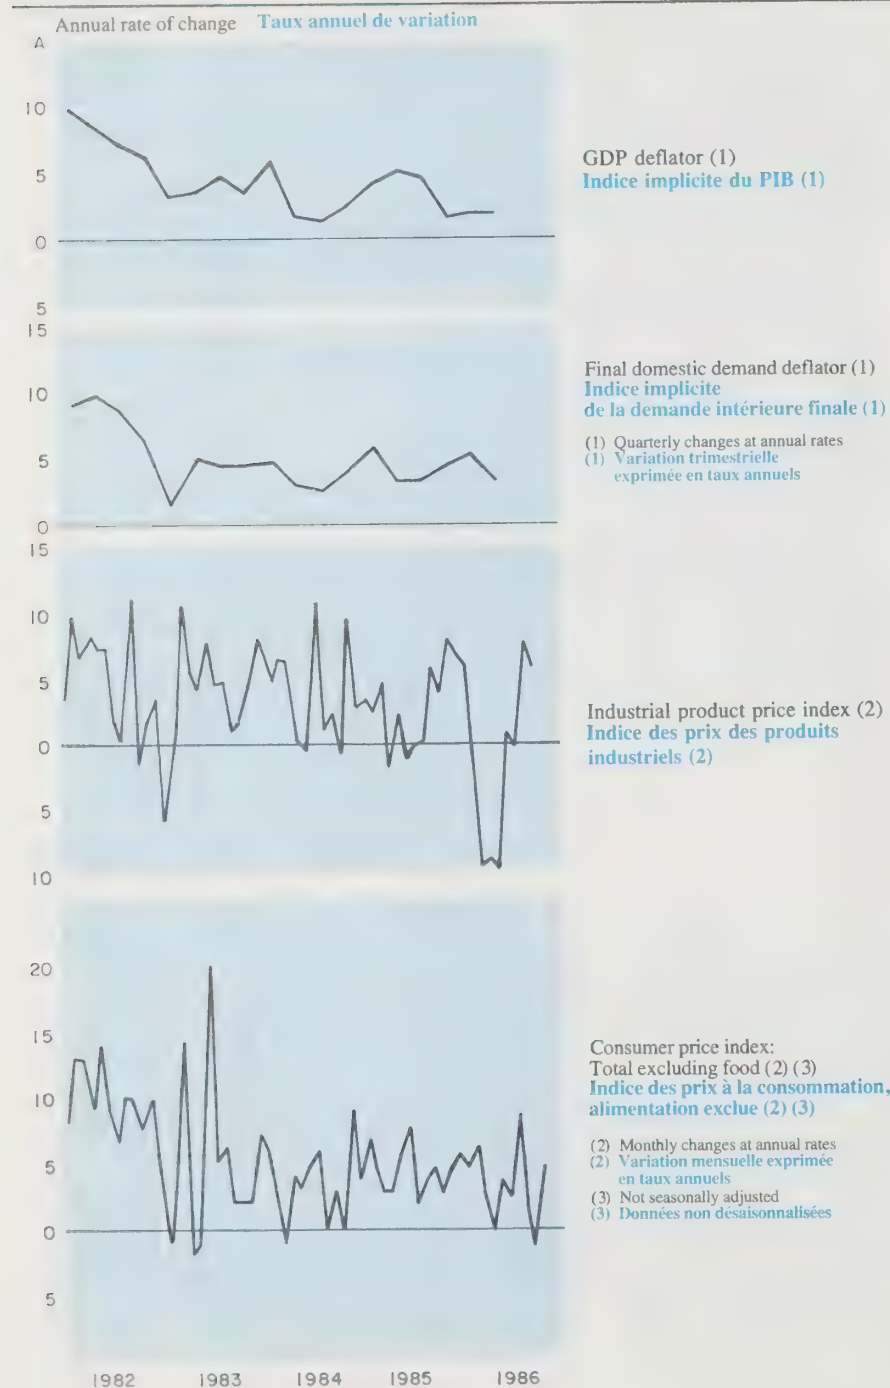 Annual rate of change Taux annuel de variation
A
10
5
0
5
GDP deflator (1)
Indice implicite du PIB (1)
15
10
5
0
Final domestic demand deflator (1)
Indice implicite
de la demande intérieure finale (1)
(1) Quarterly changes at annual rates
(1) Variation trimestrielle
exprimée en taux annuels
15
10
5
0
5
10
Industrial product price index (2)
Indice des prix des produits
industriels (2)
20
15
10
5
0
5
Consumer price index:
Total excluding food (2) (3)
Indice des prix à la consommation,
alimentation exclue (2) (3)
(2) Monthly changes at annual rates
(2) Variation mensuelle exprimée
en taux annuels
(3) Not seasonally adjusted
(3) Données non désaisonnalisées
1982 1983 1984 1985 1986